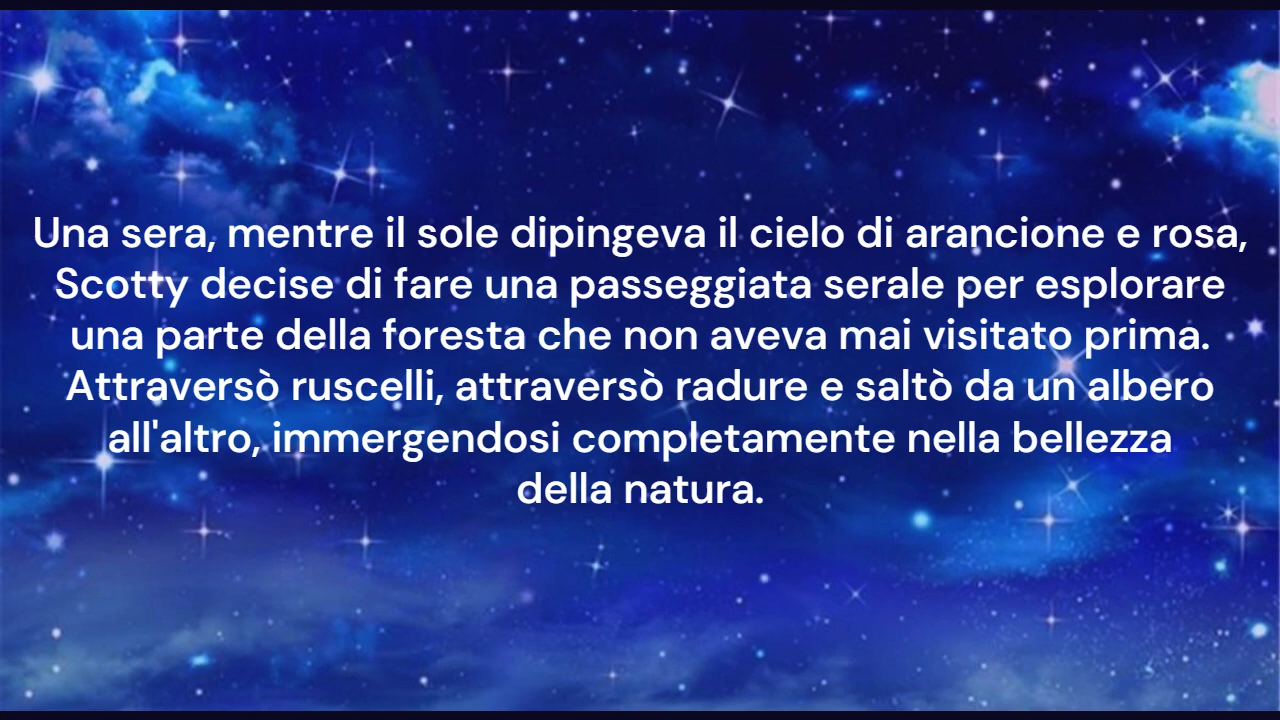 Una sera, mentre il sole dipingeva il cielo di arancione e rosa,
Scotty decise di fare una passeggiata serale per esplorare
una parte della foresta che non aveva mai visitato prima.
Attraversò ruscelli, attraversò radure e saltò da un albero
all'altro, immergendosi completamente nella bellezza
della natura.